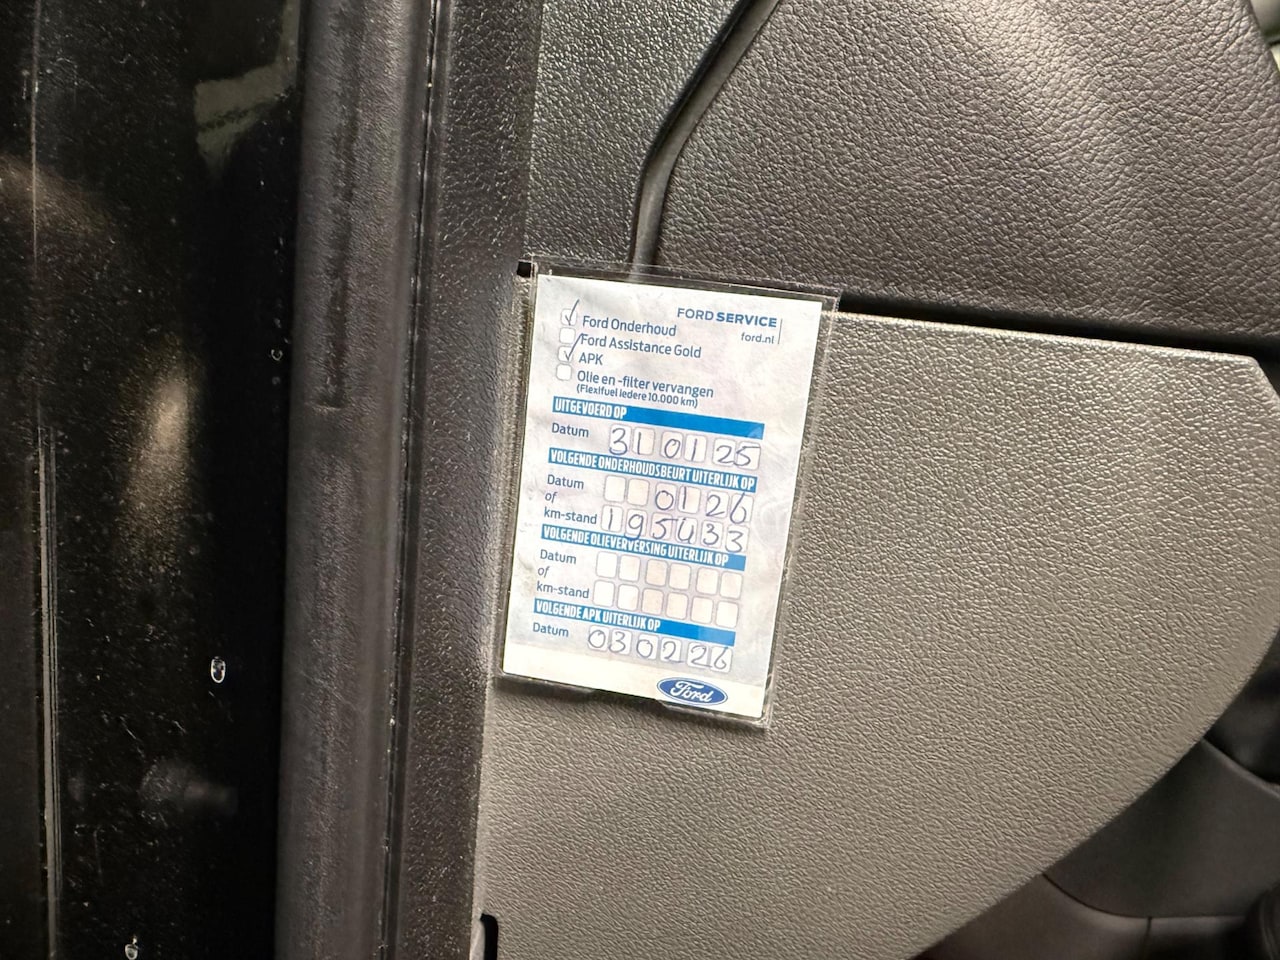 FORD SERVICE
ford.nl
Ford Onderhoud
Ford Assistance Gold
APK
Olie en -filter vervangen
(Flexifuel iedere 10.000 km)
UITGEVOERD OP
Datum 31 01 25
VOLGENDE ONDERHOUDSBEURT UITERLIJK OP
Datum 01 26
of
km-stand 195433
VOLGENDE OLIEVERVERSING UITERLIJK OP
Datum
of
km-stand
VOLGENDE APK UITERLIJK OP
Datum 03 02 26
Ford